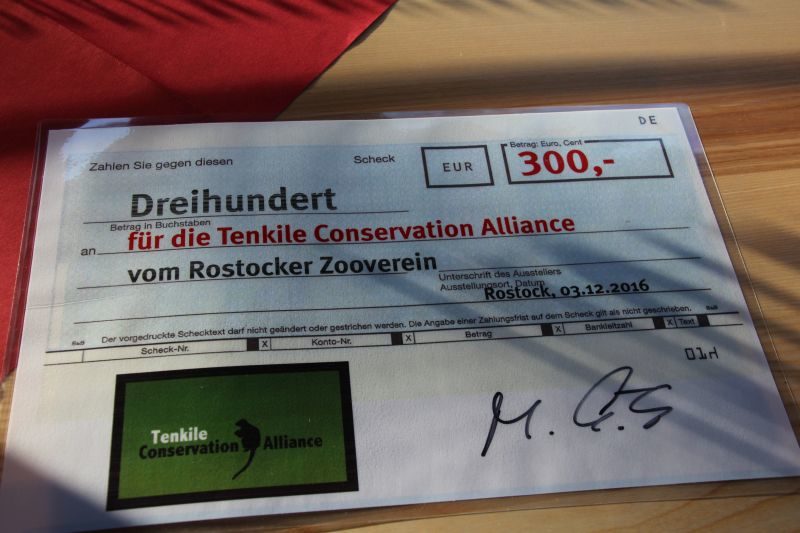 DE
Zahlen Sie gegen diesen Scheck EUR Betrag: Euro, Cent 300,-
Dreihundert
Betrag in Buchstaben
an für die Tenkile Conservation Alliance
vom Rostocker Zooverein
Unterschrift des Ausstellers
Ausstellungsort, Datum
Rostock, 03.12.2016
Der vorgedruckte Schecktext darf nicht geändert oder gestrichen werden. Die Angabe einer Zahlungsfrist auf dem Scheck gilt als nicht geschrieben.
Scheck-Nr. X Konto-Nr. X Betrag X Bankleitzahl X Text
01H
Tenkile
Conservation Alliance